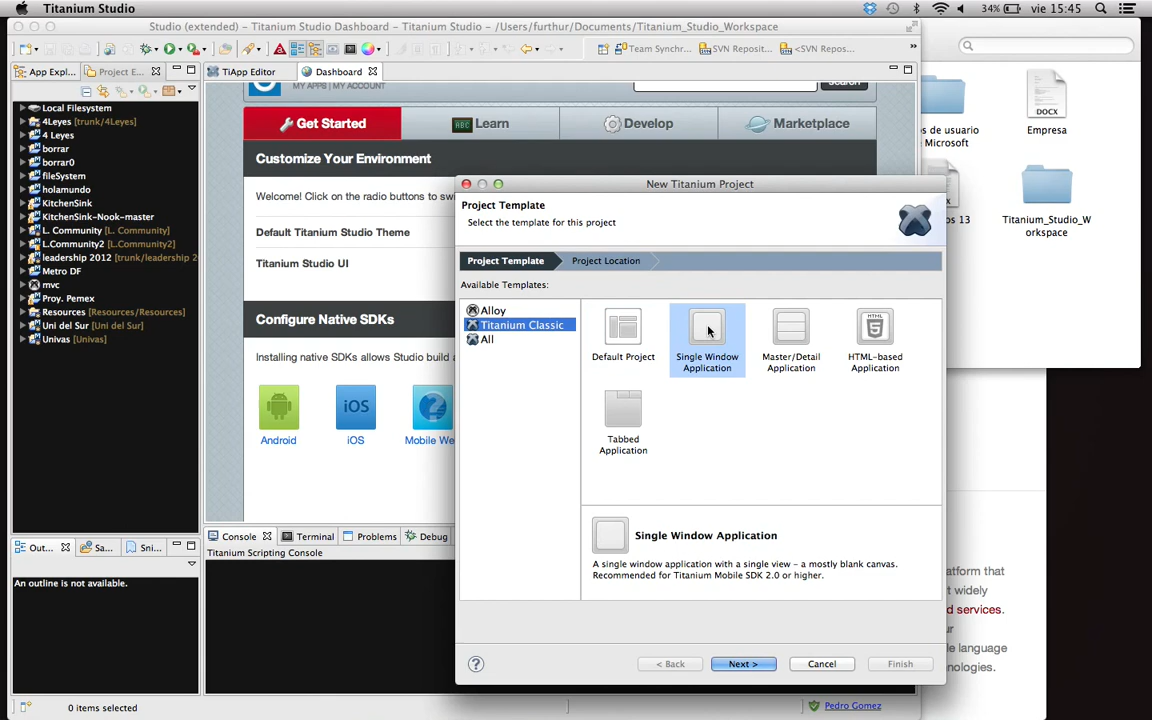 Titanium Studio
34%
vie 15:45
Studio (extended) – Titanium Studio Dashboard – Titanium Studio – /Users/furthur/Documents/Titanium_Studio_Workspace
Team Synchr...
SVN Reposit...
<SVN Repos...
»
App Expl...
Project E...
TiApp Editor
Dashboard
Local Filesystem
4Leyes [trunk/4Leyes]
4 Leyes
borrar
borrar0
fileSystem
holamundo
KitchenSink
KitchenSink-Nook-master
L. Community [L. Community]
L.Community2 [L.Community2]
leadership 2012 [trunk/leadership 2012
Metro DF
mvc
Proy. Pemex
Resources [Resources/Resources]
Uni del Sur [Uni del Sur]
Univas [Univas]
MY APPS | MY ACCOUNT
Search
Get Started
ABC Learn
Develop
Marketplace
Customize Your Environment
Welcome! Click on the radio buttons to sw
Default Titanium Studio Theme
Titanium Studio UI
Configure Native SDKs
Installing native SDKs allows Studio build a
iOS
Android
iOS
Mobile We
New Titanium Project
Project Template
Select the template for this project
Project Template
Project Location
Available Templates:
Alloy
Titanium Classic
All
Default Project
Single Window
Application
Master/Detail
Application
HTML
5
HTML-based
Application
Tabbed
Application
Single Window Application
A single window application with a single view – a mostly blank canvas.
Recommended for Titanium Mobile SDK 2.0 or higher.
?
< Back
Next >
Cancel
Finish
Out...
Sa...
Sni...
An outline is not available.
Console
Terminal
Problems
Debug
Titanium Scripting Console
0 items selected
Pedro Gomez
os de usuario
Microsoft
DOCX
Empresa
os 13
Titanium_Studio_W
orkspace
atform that
t widely
d services.
ur
le language
nologies.